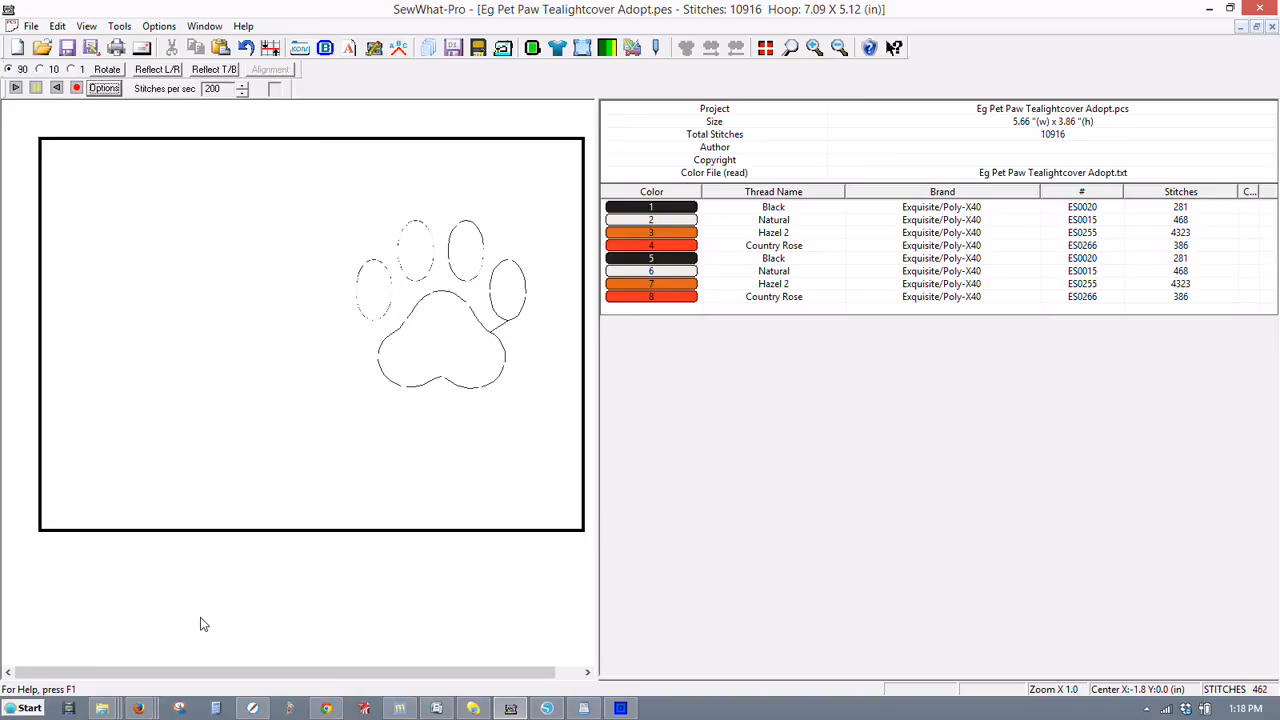 SewWhat-Pro - [Eg Pet Paw Tealightcover Adopt.pes - Stitches: 10916 Hoop: 7.09 X 5.12 (in)]
File Edit View Tools Options Window Help
90 10 1 Rotate Reflect L/R Reflect T/B Alignment
Options Stitches per sec 200
Project Eg Pet Paw Tealightcover Adopt.pcs
Size 5.66 "(w) x 3.86 "(h)
Total Stitches 10916
Author
Copyright
Color File (read) Eg Pet Paw Tealightcover Adopt.txt
Color Thread Name Brand # Stitches C...
1 Black Exquisite/Poly-X40 ES0020 281
2 Natural Exquisite/Poly-X40 ES0015 468
3 Hazel 2 Exquisite/Poly-X40 ES0255 4323
4 Country Rose Exquisite/Poly-X40 ES0266 386
5 Black Exquisite/Poly-X40 ES0020 281
6 Natural Exquisite/Poly-X40 ES0015 468
7 Hazel 2 Exquisite/Poly-X40 ES0255 4323
8 Country Rose Exquisite/Poly-X40 ES0266 386
For Help, press F1 Zoom X 1.0 Center X:-1.8 Y:0.0 (in) STITCHES 462
Start 1:18 PM